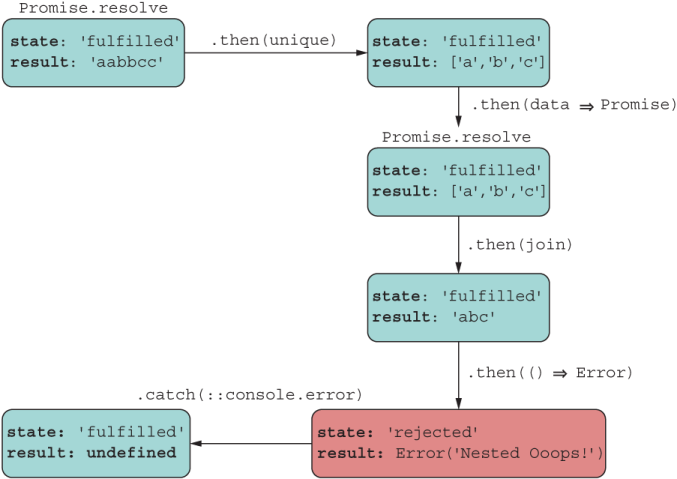 Promise.resolve
state: 'fulfilled'
result: 'aabbcc'
.then(unique)
state: 'fulfilled'
result: ['a','b','c']
.then(data ⇒ Promise)
Promise.resolve
state: 'fulfilled'
result: ['a','b','c']
.then(join)
state: 'fulfilled'
result: 'abc'
.then(() ⇒ Error)
state: 'rejected'
result: Error('Nested Ooops!')
.catch(::console.error)
state: 'fulfilled'
result: undefined